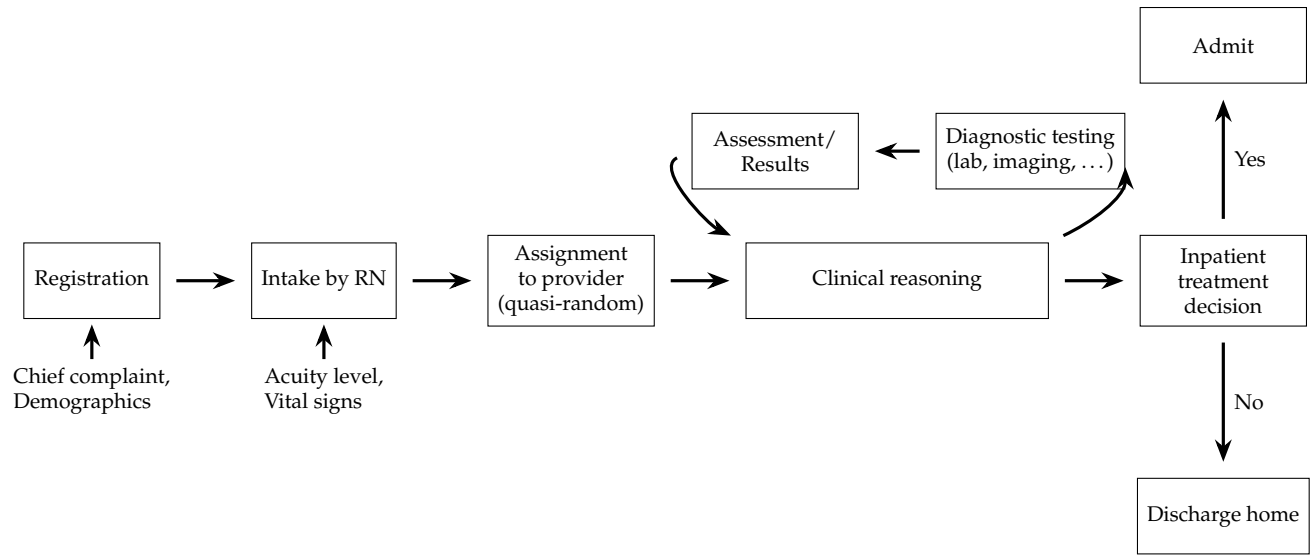 Admit
Assessment/
Results
Diagnostic testing
(lab, imaging, ...)
Yes
Registration
Intake by RN
Assignment
to provider
(quasi-random)
Clinical reasoning
Inpatient
treatment
decision
Chief complaint,
Demographics
Acuity level,
Vital signs
No
Discharge home